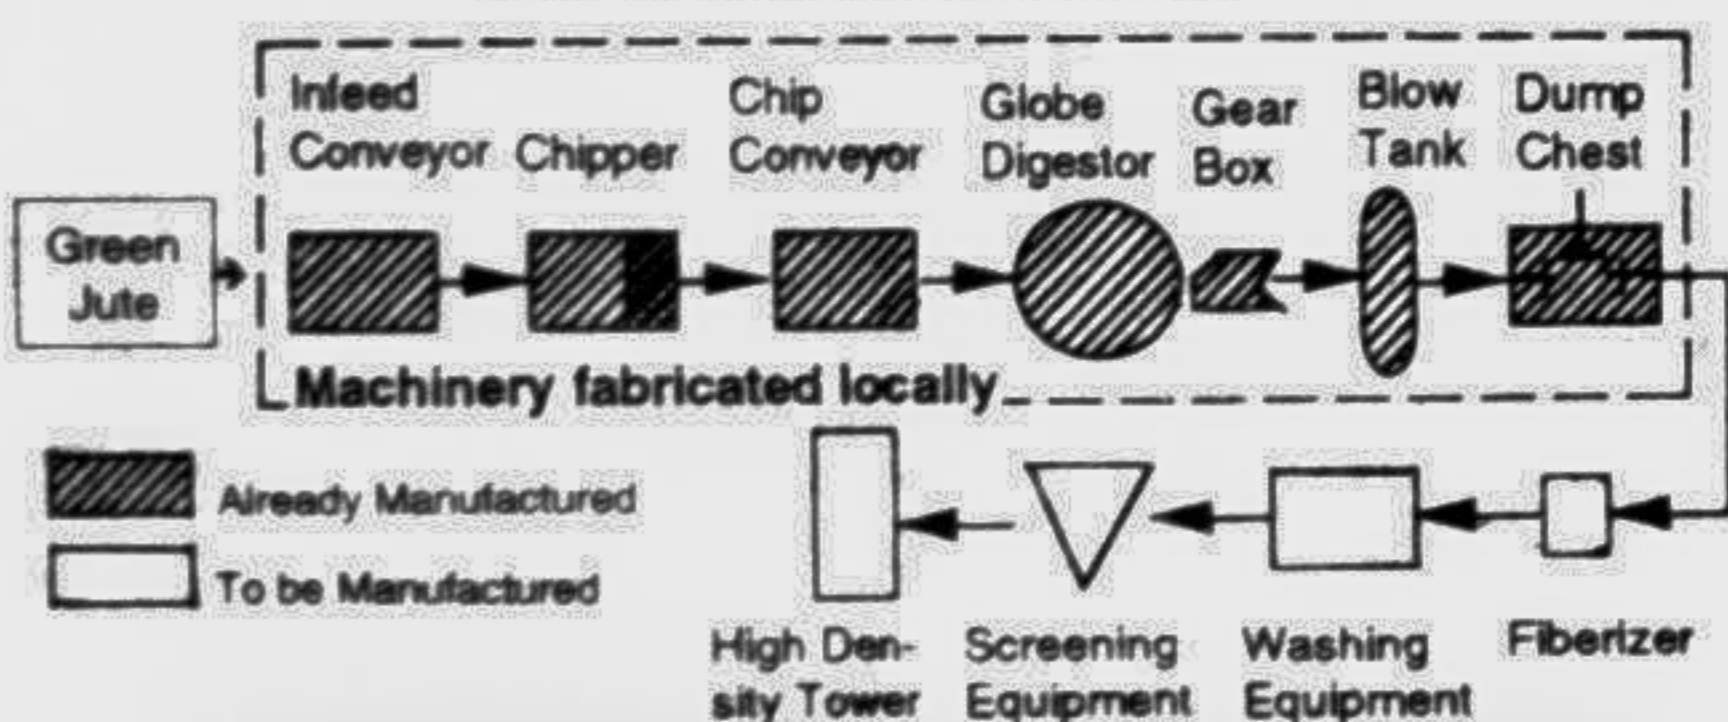 Infeed
Conveyor
Chipper
Chip
Conveyor
Globe
Digestor
Gear
Box
Blow
Tank
Dump
Chest
Green
Jute
Machinery fabricated locally
Already Manufactured
To be Manufactured
High Den-
sity Tower
Screening
Equipment
Washing
Equipment
Fiberizer